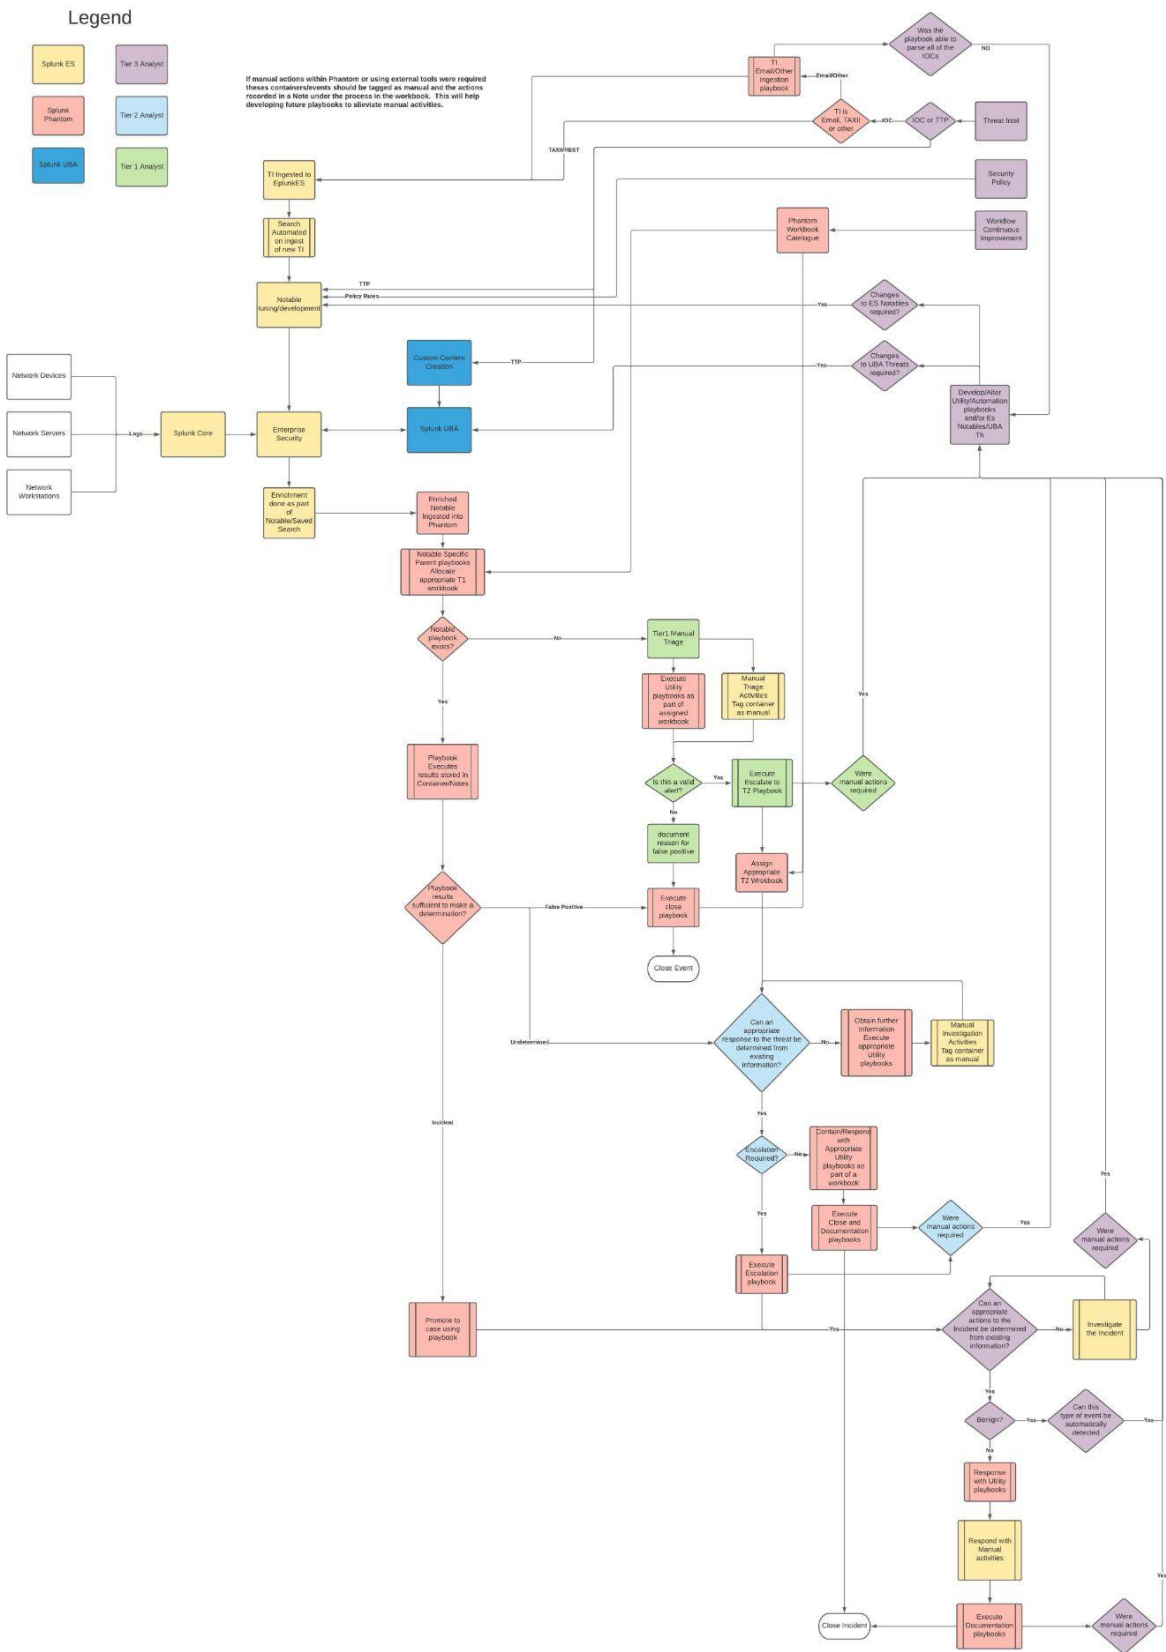 Legend
Splunk ES
Tier 3 Analyst
Splunk
Phantom
Tier 2 Analyst
Splunk UBA
Tier 1 Analyst
If manual actions within Phantom or using external tools were required
theses containers/events should be tagged as manual and the actions
recorded in a Note under the process in the workbook. This will help
developing future playbooks to alieviate manual activities.
Was the
playbook able to
parse all of the
IOCs
NO
TI
Email/Other
Ingestion
playbook
Email/Other
TI is
Email, TAXII
or other
IOC
IOC or TTP
Threat Intel
TAXII/REST
TI Ingested to
EplunkES
Security
Policy
Search
Automated
on ingest
of new TI
Phantom
Workbook
Catelogue
Workflow
Continuous
Improvement
TTP
Policy Rules
Notable
tuning/development
Yes
Changes
to ES Notables
required?
Custom Content
Creation
TTP
Yes
Changes
to UBA Threats
required?
Network Devices
Network Servers
Network
Workstations
Logs
Splunk Core
Enterprise
Security
Splunk UBA
Develop/Alter
Utility/Automation
playbooks
and/or Es
Notables/UBA
Th
Enrichment
done as part
of
Notable/Saved
Search
Enriched
Notable
Ingested into
Phantom
Notable Specific
Parent playbooks
Allocate
appropriate T1
workbook
Notable
playbook
exists?
No
Tier1 Manual
Triage
Execute
Utility
playbooks as
part of
assigned
workbook
Manual
Triage
Activities
Tag container
as manual
Yes
Yes
Playbook
Executes
results stored in
Container/Notes
Is this a valid
alert?
Yes
Execute
Escalate to
T2 Playbook
Were
manual actions
required
No
document
reason for
false positive
Assign
Appropriate
T2 Wrokbook
Playbook
results
sufficient to make a
determination?
False Positive
Execute
close
playbook
Close Event
Undetermined
Can an
appropriate
response to the threat be
determined from
existing
information?
No
Obtain further
Information
Execute
appropriate
Utility
playbooks
Manual
Investigation
Activities
Tag container
as manual
Incident
Yes
Escalation
Required?
No
Contain/Respond
with
Appropriate
Utility
playbooks as
part of a
workbook
Yes
Yes
Execute
Close and
Documentation
playbooks
Were
manual actions
required
Yes
Were
manual actions
required
Execute
Escalation
playbook
Promote to
case using
playbook
Yes
Can an
appropriate
actions to the
Incident be determined
from existing
information?
No
Investigate
the Incident
Yes
Benign?
Yes
Can this
type of event be
automatically
detected
Yes
No
Response
with Utility
playbooks
Respond with
Manual
activities
Yes
Close Incident
Execute
Documentation
playbooks
Were
manual actions
required